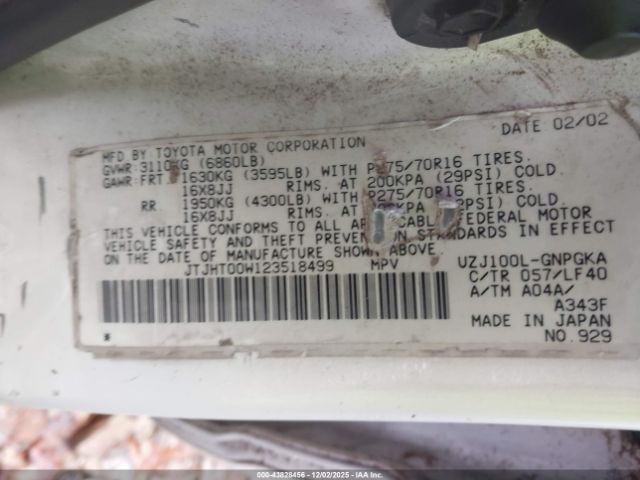 DATE 02/02
MFD BY TOYOTA MOTOR CORPORATION
GVWR:3110KG (6860LB)
GAWR:FRT 1630KG (3595LB) WITH P275/70R16 TIRES.
16X8JJ RIMS. AT 200KPA (29PSI) COLD.
RR 1950KG (4300LB) WITH P275/70R16 TIRES.
16X8JJ RIMS. AT KPA PSI) COLD.
THIS VEHICLE CONFORMS TO ALL FEDERAL MOTOR
VEHICLE SAFETY AND THEFT STANDARDS IN EFFECT
ON THE DATE OF MANUFACTURE SHOWN ABOVE.
JTJHT00W123518499 MPV
UZJ100L-GNPGKA
C/TR 057/LF40
A/TM A04A/
A343F
MADE IN JAPAN
NO.929
000-43828456 - 12/02/2025 - IAA Inc.